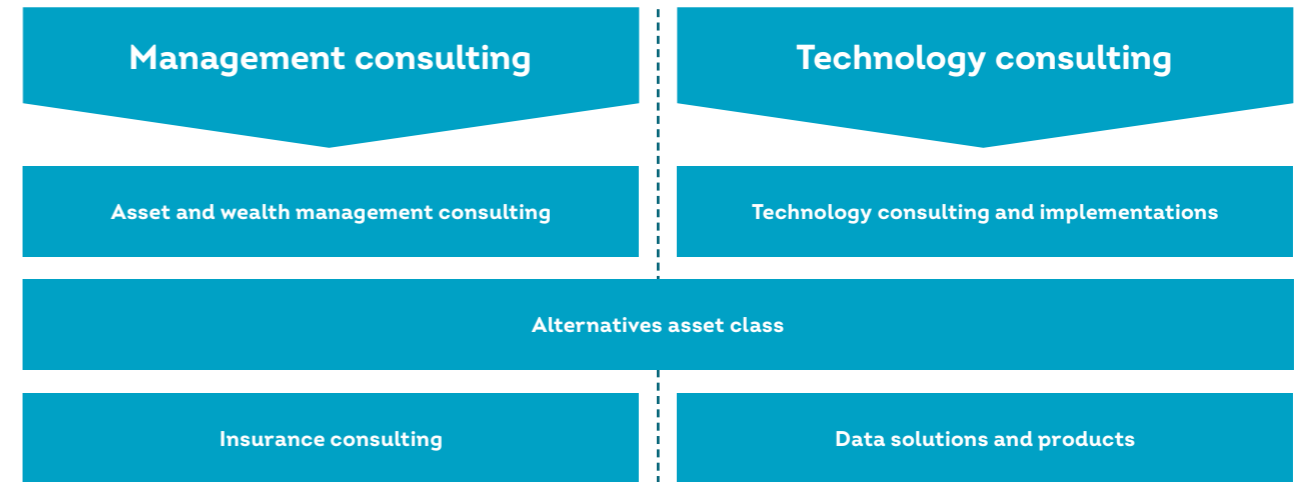 Management consulting
Technology consulting
Asset and wealth management consulting
Technology consulting and implementations
Alternatives asset class
Insurance consulting
Data solutions and products